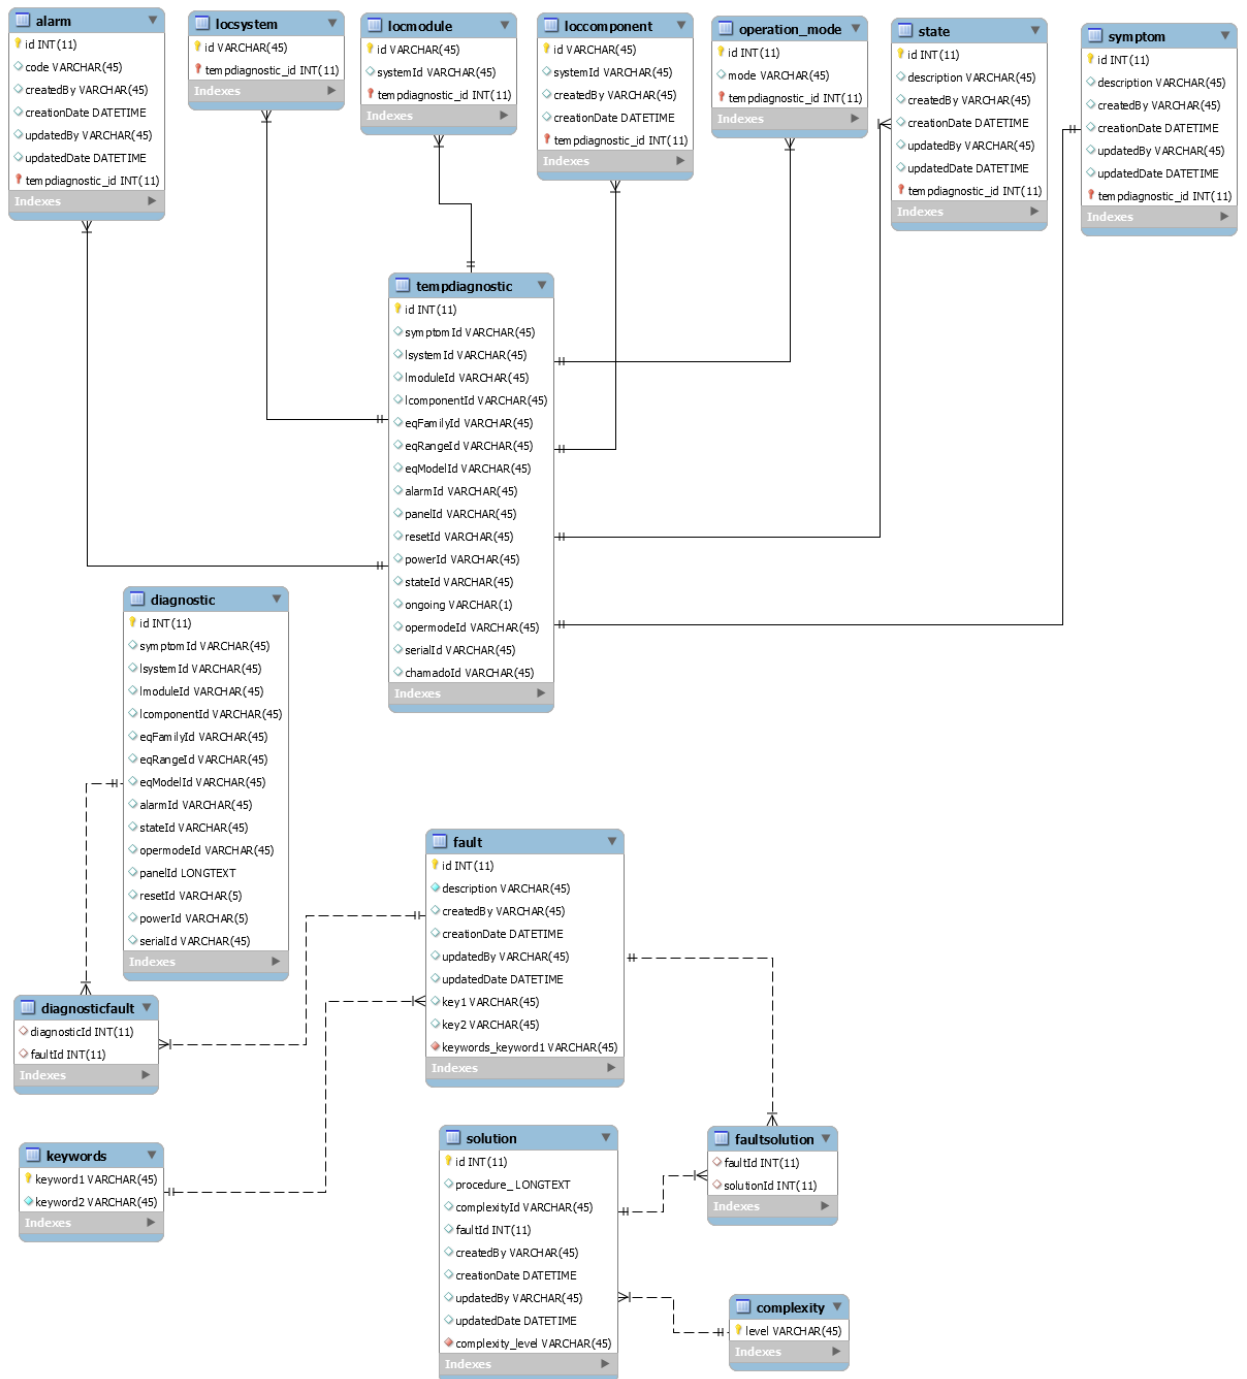 alarm
id INT(11)
code VARCHAR(45)
createdBy VARCHAR(45)
creationDate DATETIME
updatedBy VARCHAR(45)
updatedDate DATETIME
tempdiagnostic_id INT(11)
Indexes
locsystem
id VARCHAR(45)
tempdiagnostic_id INT(11)
Indexes
locmodule
id VARCHAR(45)
systemId VARCHAR(45)
tempdiagnostic_id INT(11)
Indexes
loccomponent
id VARCHAR(45)
systemId VARCHAR(45)
createdBy VARCHAR(45)
creationDate DATETIME
tempdiagnostic_id INT(11)
Indexes
operation_mode
id INT(11)
mode VARCHAR(45)
tempdiagnostic_id INT(11)
Indexes
state
id INT(11)
description VARCHAR(45)
createdBy VARCHAR(45)
creationDate DATETIME
updatedBy VARCHAR(45)
updatedDate DATETIME
tempdiagnostic_id INT(11)
Indexes
symptom
id INT(11)
description VARCHAR(45)
createdBy VARCHAR(45)
creationDate DATETIME
updatedBy VARCHAR(45)
updatedDate DATETIME
tempdiagnostic_id INT(11)
Indexes
tempdiagnostic
id INT(11)
symptomId VARCHAR(45)
lsystemId VARCHAR(45)
lmoduleId VARCHAR(45)
lcomponentId VARCHAR(45)
eqFamilyId VARCHAR(45)
eqRangeId VARCHAR(45)
eqModelId VARCHAR(45)
alarmId VARCHAR(45)
panelId VARCHAR(45)
resetId VARCHAR(45)
powerId VARCHAR(45)
stateId VARCHAR(45)
ongoing VARCHAR(1)
opermodeId VARCHAR(45)
serialId VARCHAR(45)
chamadoId VARCHAR(45)
Indexes
diagnostic
id INT(11)
symptomId VARCHAR(45)
lsystemId VARCHAR(45)
lmoduleId VARCHAR(45)
lcomponentId VARCHAR(45)
eqFamilyId VARCHAR(45)
eqRangeId VARCHAR(45)
eqModelId VARCHAR(45)
alarmId VARCHAR(45)
stateId VARCHAR(45)
opermodeId VARCHAR(45)
panelId LONGTEXT
resetId VARCHAR(5)
powerId VARCHAR(5)
serialId VARCHAR(45)
Indexes
fault
id INT(11)
description VARCHAR(45)
createdBy VARCHAR(45)
creationDate DATETIME
updatedBy VARCHAR(45)
updatedDate DATETIME
key1 VARCHAR(45)
key2 VARCHAR(45)
keywords_keyword1 VARCHAR(45)
Indexes
diagnosticfault
diagnosticId INT(11)
faultId INT(11)
Indexes
keywords
keyword1 VARCHAR(45)
keyword2 VARCHAR(45)
Indexes
solution
id INT(11)
procedure_ LONGTEXT
complexityId VARCHAR(45)
faultId INT(11)
createdBy VARCHAR(45)
creationDate DATETIME
updatedBy VARCHAR(45)
updatedDate DATETIME
complexity_level VARCHAR(45)
Indexes
faultsolution
faultId INT(11)
solutionId INT(11)
Indexes
complexity
level VARCHAR(45)
Indexes